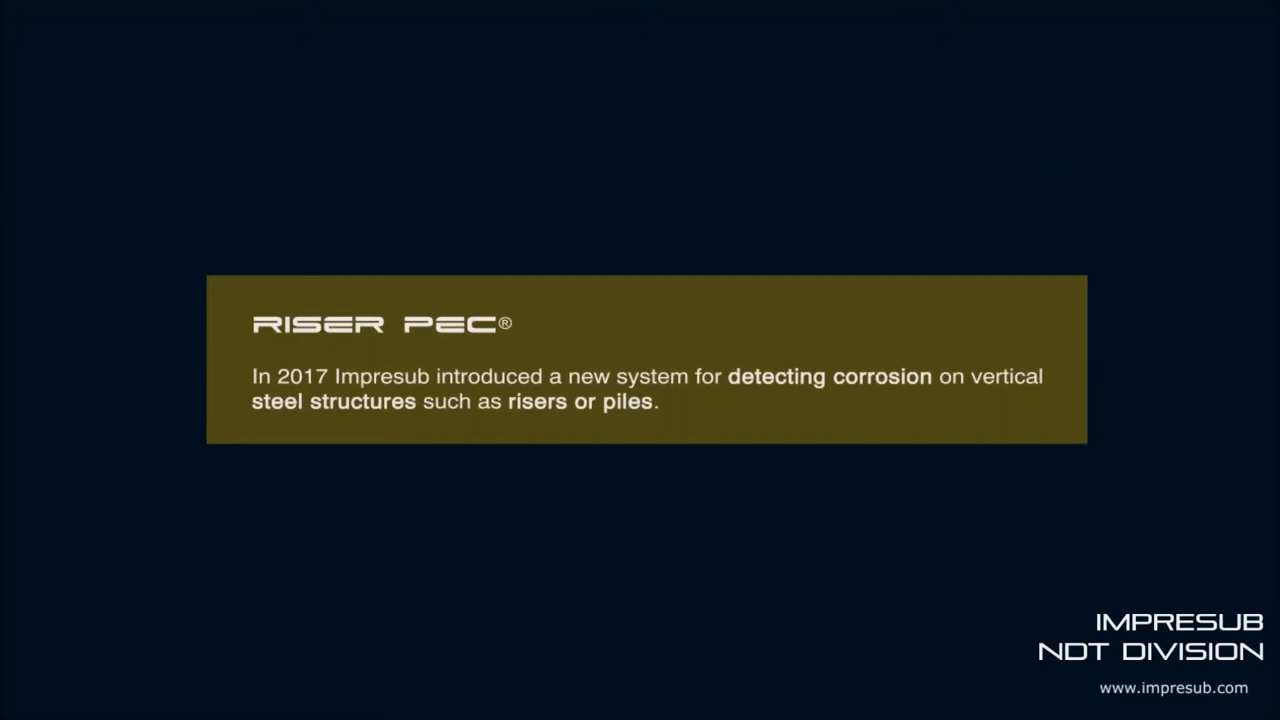 RISER PEC®
In 2017 Impresub introduced a new system for detecting corrosion on vertical
steel structures such as risers or piles.
IMPRESUB
NDT DIVISION
www.impresub.com